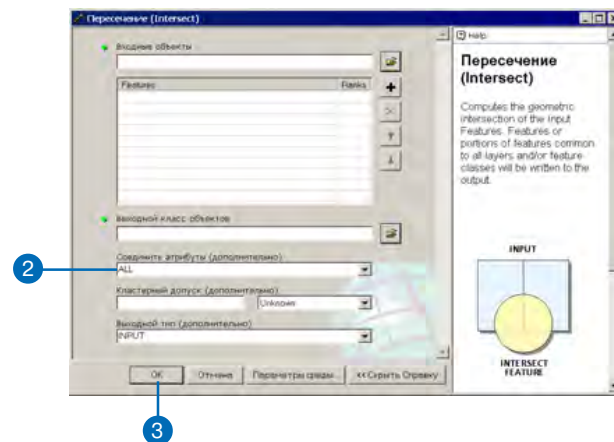 Пересечение (Intersect)
Входные объекты
Features
Ranks
Выходной класс объектов
Соедините атрибуты (дополнительно)
ALL
Кластерный допуск (дополнительно)
Unknown
Выходной тип (дополнительно)
INPUT
OK
Отмена
Параметры среды...
<< Скрыть Справку
Help
Пересечение
(Intersect)
Computes the geometric
intersection of the Input
Features. Features or
portions of features common
to all layers and/or feature
classes will be written to the
output.
INPUT
INTERSECT
FEATURE
2
3